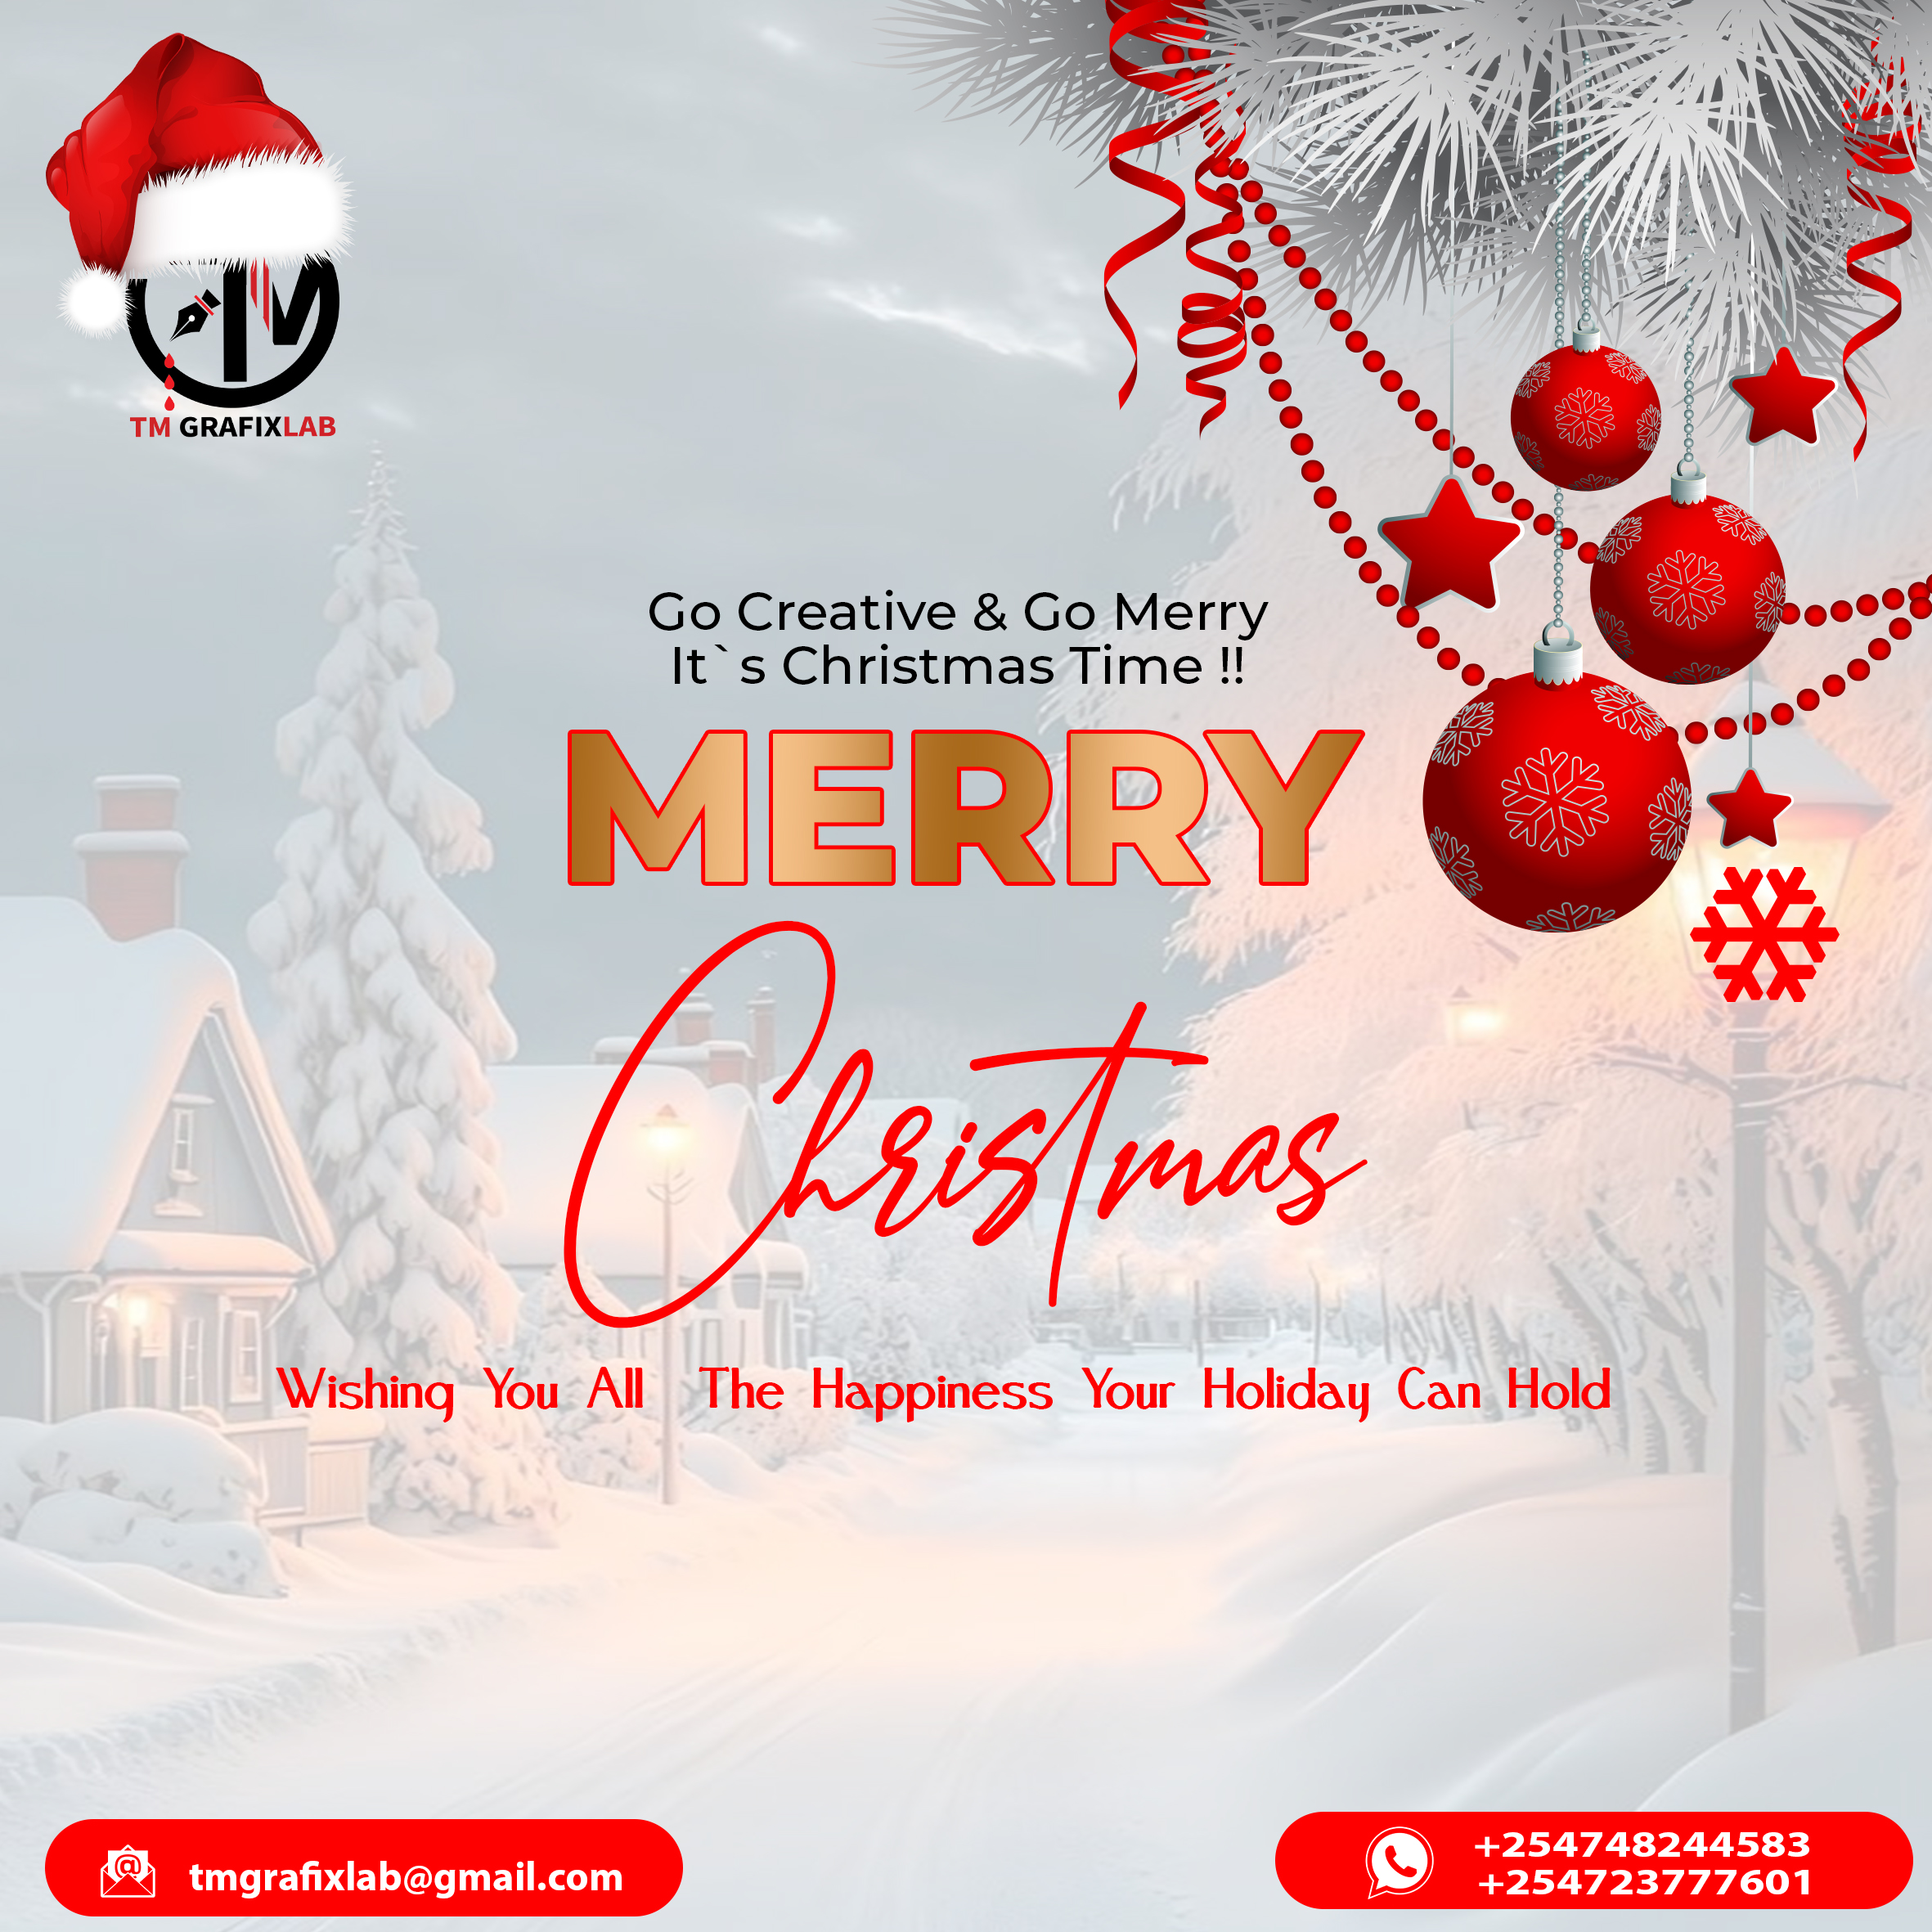 TM GRAFIXLAB
Go Creative & Go Merry
It`s Christmas Time !!
MERRY
Christmas
Wishing You All The Happiness Your Holiday Can Hold
tmgrafixlab@gmail.com
+254748244583
+254723777601